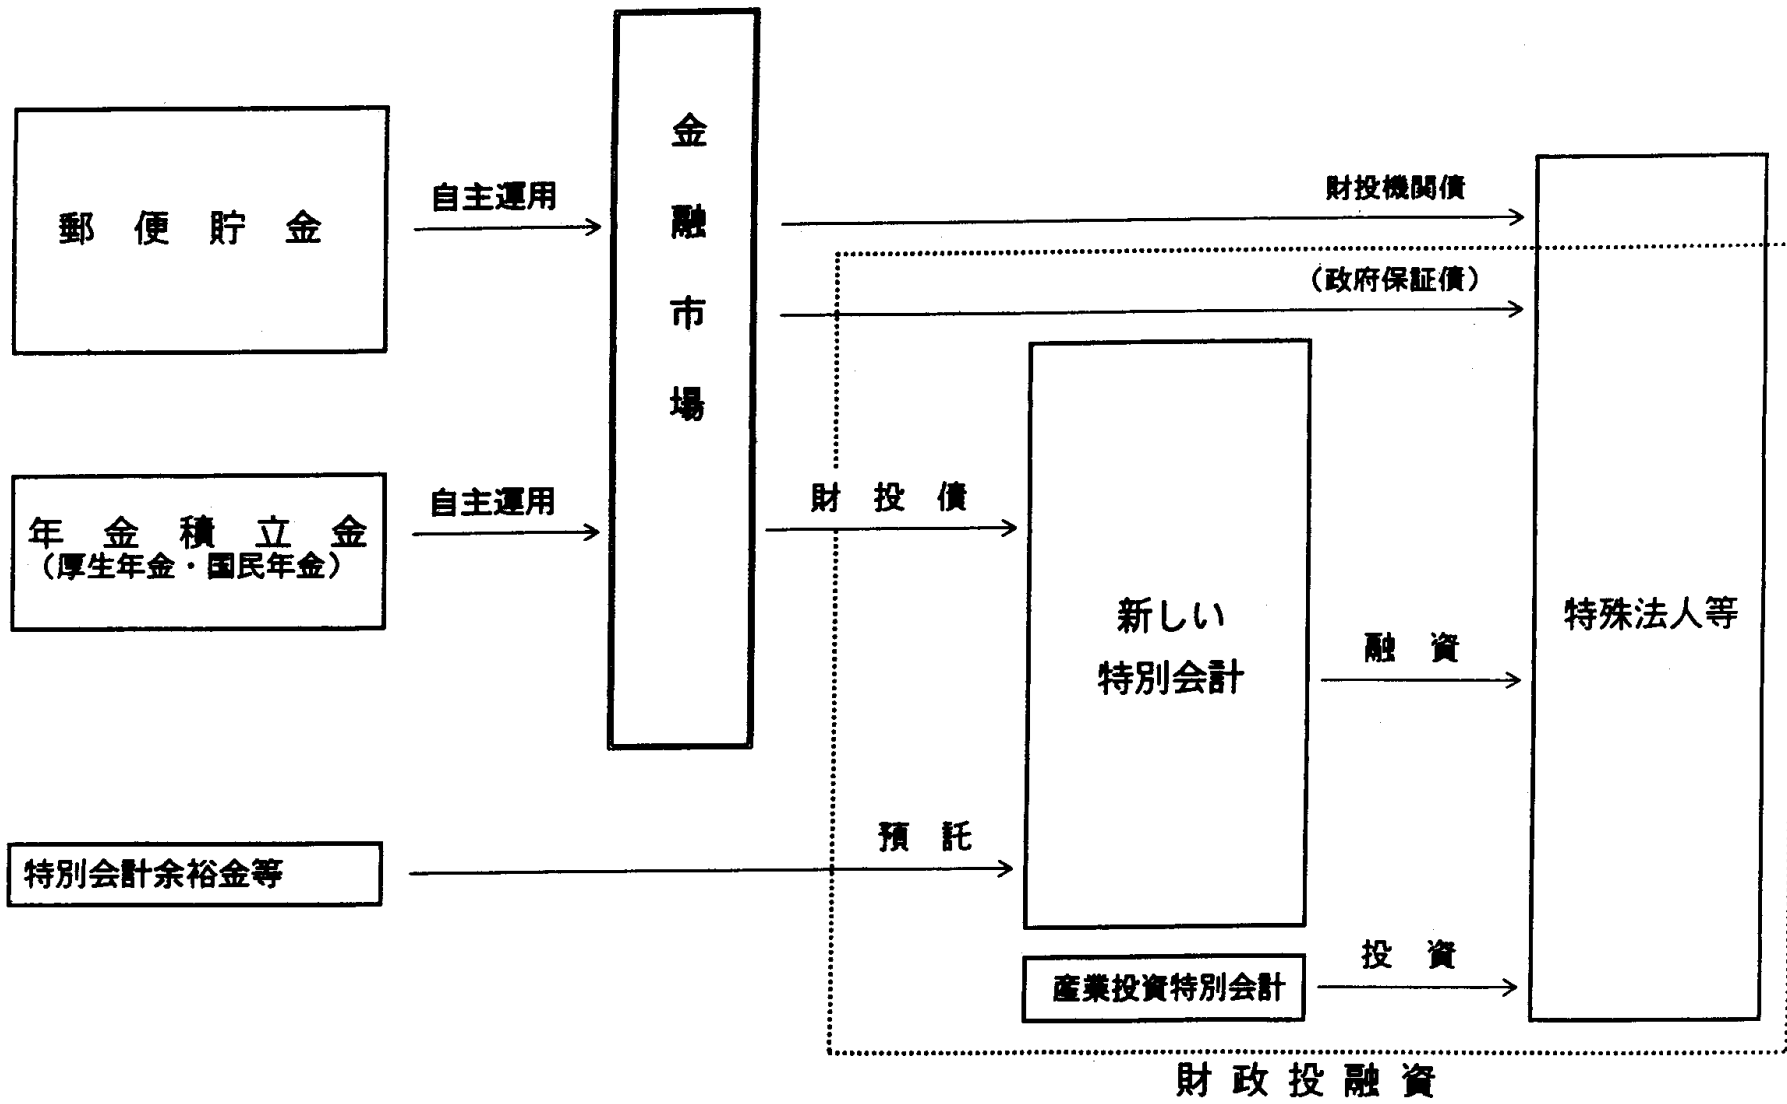 郵便貯金
自主運用
金融市場
財投機関債
(政府保証債)
年金積立金
(厚生年金・国民年金)
自主運用
財投債
新しい
特別会計
融資
特殊法人等
特別会計余裕金等
預託
産業投資特別会計
投資
財政投融資